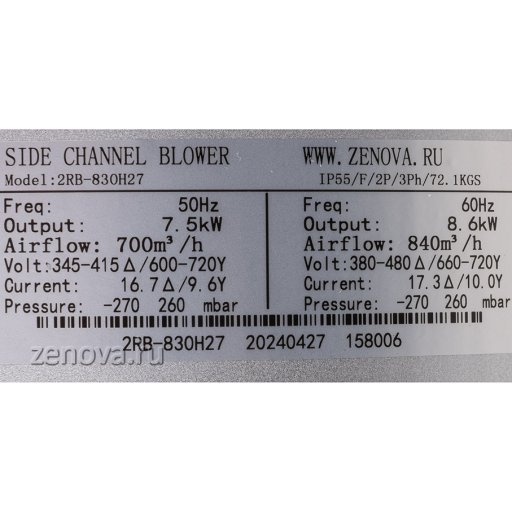 SIDE CHANNEL BLOWER WWW.ZENOVA.RU
Model:2RB-830H27 IP55/F/2P/3Ph/72.1KGS
Freq: 50Hz
Output: 7.5kW
Airflow: 700m³/h
Volt:345-415Δ/600-720Y
Current: 16.7Δ/9.6Y
Pressure: -270 260 mbar
Freq: 60Hz
Output: 8.6kW
Airflow: 840m³/h
Volt:380-480Δ/660-720Y
Current: 17.3Δ/10.0Y
Pressure: -270 260 mbar
2RB-830H27 20240427 158006
zenova.ru